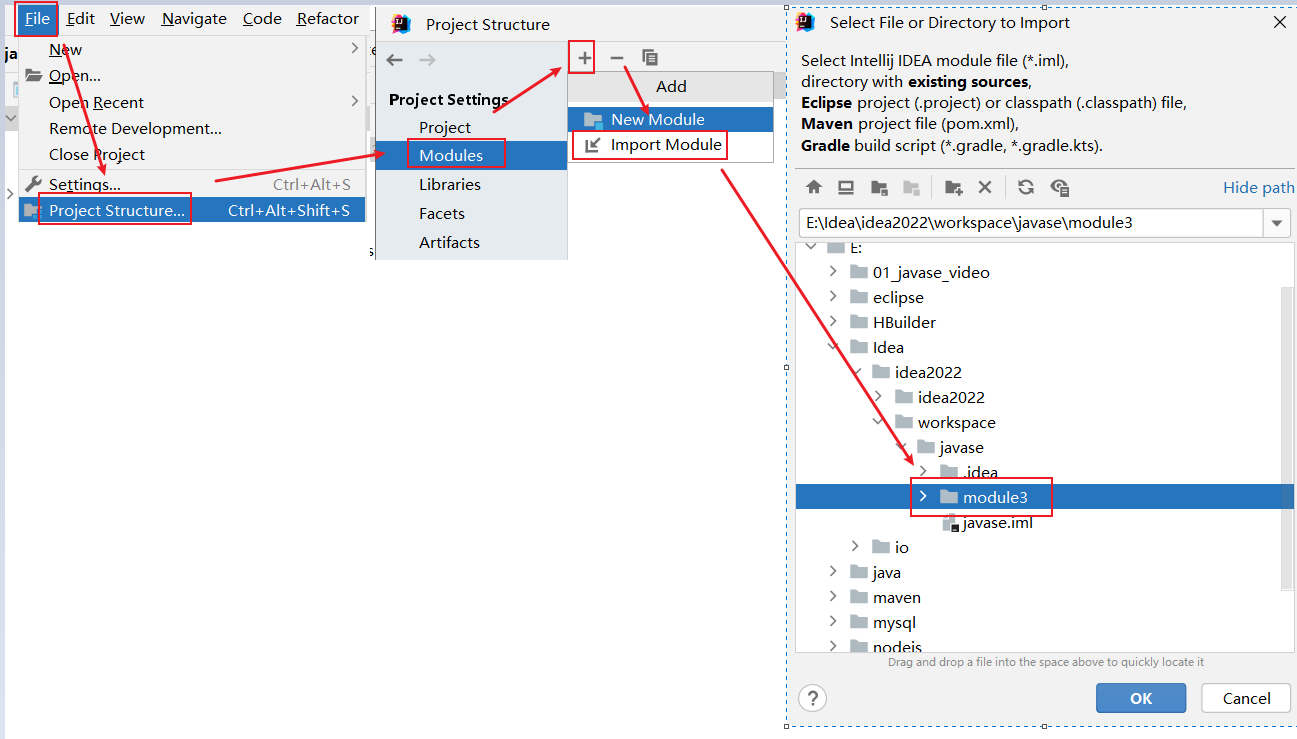 File Edit View Navigate Code Refactor
ja
New
Open...
Open Recent
Remote Development...
Close Project
Settings... Ctrl+Alt+S
Project Structure... Ctrl+Alt+Shift+S
Project Structure
Project Settings
Project
Modules
Libraries
Facets
Artifacts
Add
New Module
Import Module
Select File or Directory to Import
Select Intellij IDEA module file (*.iml),
directory with existing sources,
Eclipse project (.project) or classpath (.classpath) file,
Maven project file (pom.xml),
Gradle build script (*.gradle, *.gradle.kts).
Hide path
E:\Idea\idea2022\workspace\javase\module3
E:
01_javase_video
eclipse
HBuilder
Idea
idea2022
idea2022
workspace
javase
.idea
module3
javase.iml
io
java
maven
mysql
nodejs
Drag and drop a file into the space above to quickly locate it
? OK Cancel